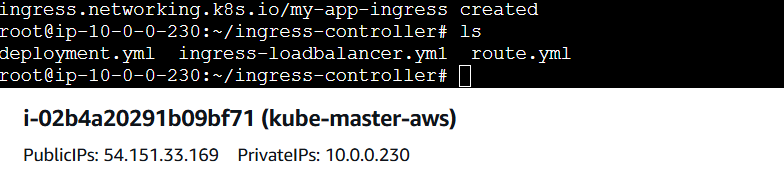 ingress.networking.k8s.io/my-app-ingress created
root@ip-10-0-0-230:~/ingress-controller# ls
deployment.yml  ingress-loadbalancer.ym1  route.yml
root@ip-10-0-0-230:~/ingress-controller#
i-02b4a20291b09bf71 (kube-master-aws)
PublicIPs: 54.151.33.169   PrivateIPs: 10.0.0.230